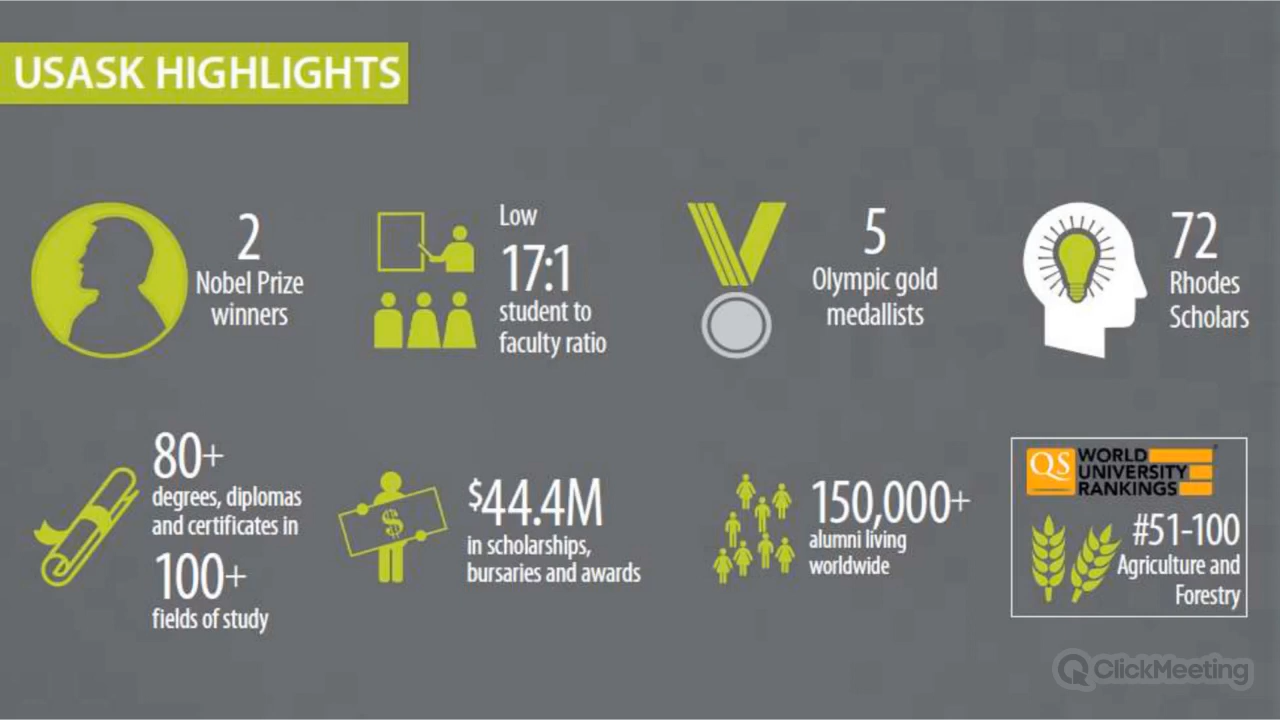 USASK HIGHLIGHTS
2
Nobel Prize
winners
Low
17:1
student to
faculty ratio
5
Olympic gold
medallists
72
Rhodes
Scholars
80+
degrees, diplomas
and certificates in
100+
fields of study
$
$44.4M
in scholarships,
bursaries and awards
150,000+
alumni living
worldwide
QS WORLD
UNIVERSITY
RANKINGS
#51-100
Agriculture and
Forestry
ClickMeeting